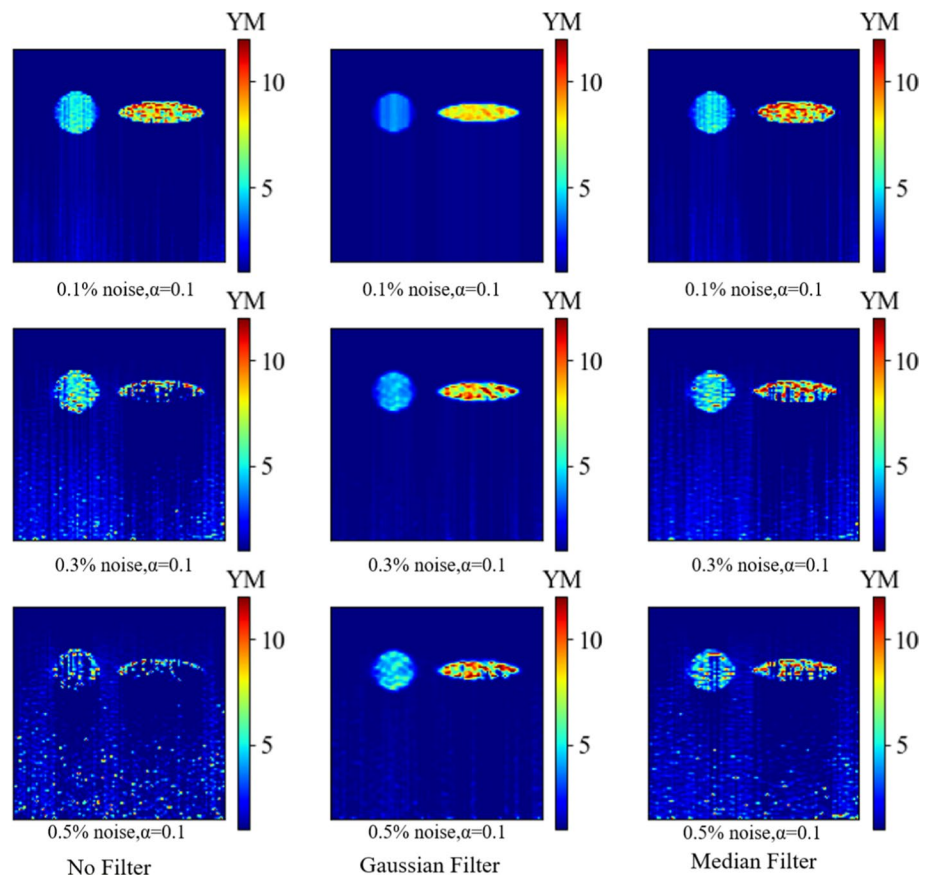 YM YM YM
10 10 10
5 5 5
0.1% noise,α=0.1 0.1% noise,α=0.1 0.1% noise,α=0.1
YM YM YM
10 10 10
5 5 5
0.3% noise,α=0.1 0.3% noise,α=0.1 0.3% noise,α=0.1
YM YM YM
10 10 10
5 5 5
0.5% noise,α=0.1 0.5% noise,α=0.1 0.5% noise,α=0.1
No Filter Gaussian Filter Median Filter